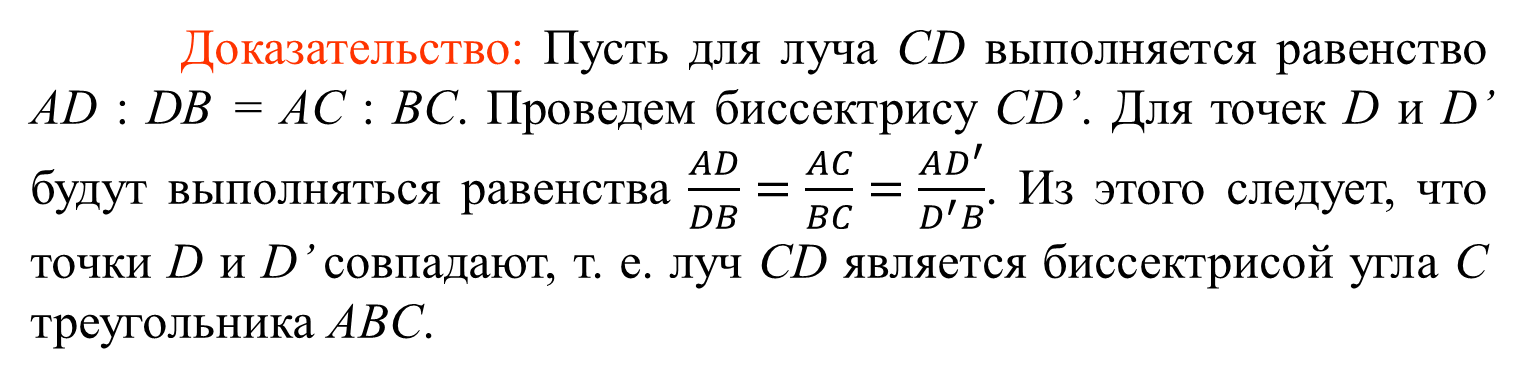 Доказательство: Пусть для луча CD выполняется равенство
AD : DB = AC : BC. Проведем биссектрису CD’. Для точек D и D’
будут выполняться равенства AD/DB = AC/BC = AD′/D′B. Из этого следует, что
точки D и D’ совпадают, т. е. луч CD является биссектрисой угла C
треугольника ABC.